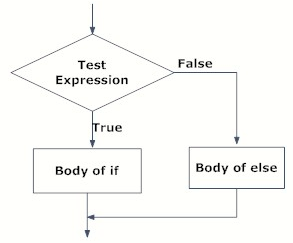 Test
Expression
False
True
Body of if
Body of else